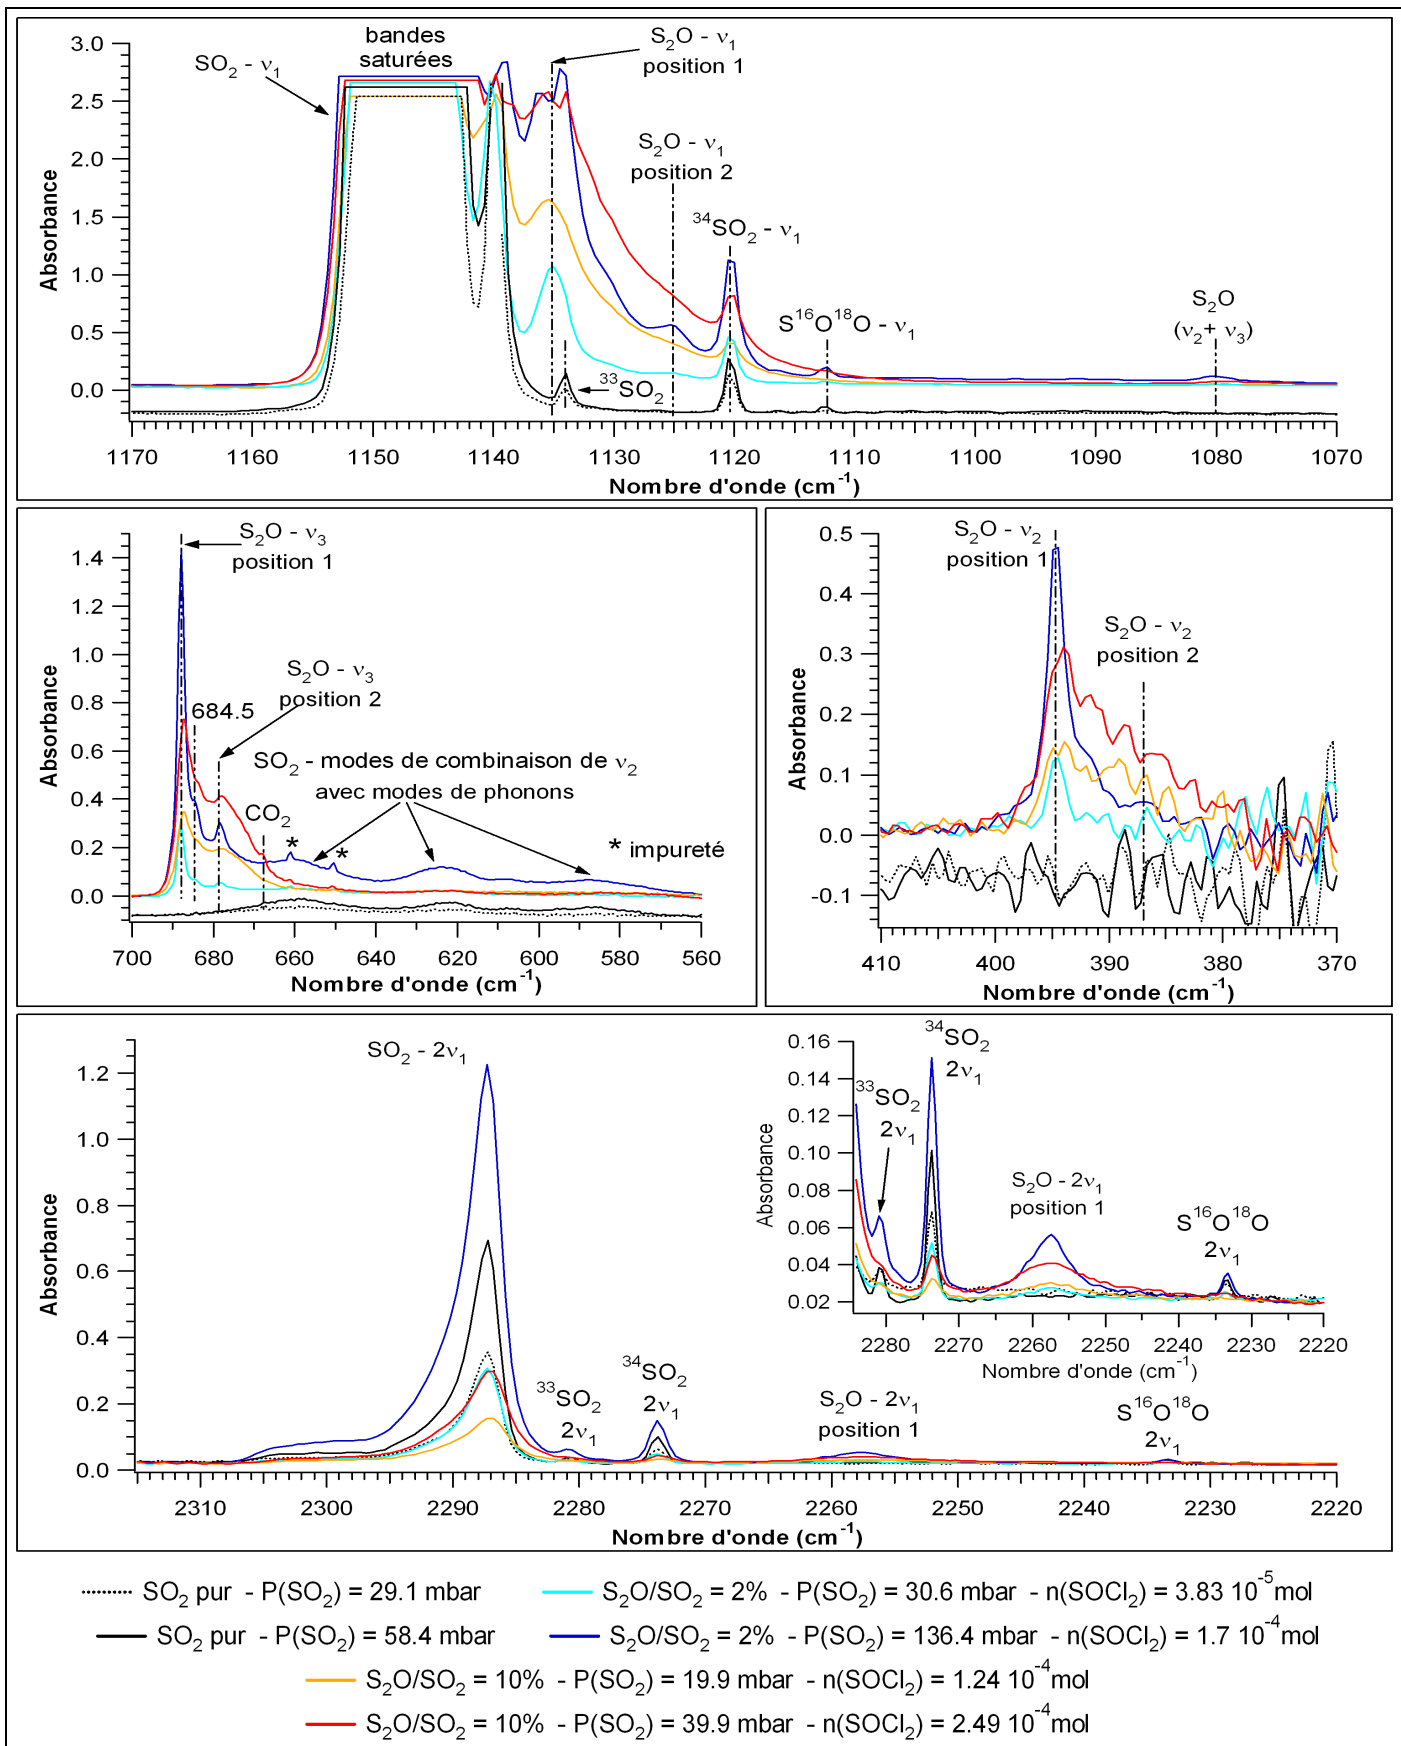 bandes
saturées
SO₂ - ν₁
S₂O - ν₁
position 1
S₂O - ν₁
position 2
³⁴SO₂ - ν₁
S¹⁶O¹⁸O - ν₁
S₂O
(ν₂+ ν₃)
³³SO₂
Absorbance
3.0
2.5
2.0
1.5
1.0
0.5
0.0
1170 1160 1150 1140 1130 1120 1110 1100 1090 1080 1070
Nombre d'onde (cm⁻¹)
S₂O - ν₃
position 1
S₂O - ν₃
position 2
684.5
SO₂ - modes de combinaison de ν₂
avec modes de phonons
CO₂
*
*
* impureté
Absorbance
1.4
1.2
1.0
0.8
0.6
0.4
0.2
0.0
700 680 660 640 620 600 580 560
Nombre d'onde (cm⁻¹)
S₂O - ν₂
position 1
S₂O - ν₂
position 2
Absorbance
0.5
0.4
0.3
0.2
0.1
0.0
-0.1
410 400 390 380 370
Nombre d'onde (cm⁻¹)
SO₂ - 2ν₁
³³SO₂
2ν₁
³⁴SO₂
2ν₁
S₂O - 2ν₁
position 1
S¹⁶O¹⁸O
2ν₁
Absorbance
1.2
1.0
0.8
0.6
0.4
0.2
0.0
2310 2300 2290 2280 2270 2260 2250 2240 2230 2220
Nombre d'onde (cm⁻¹)
³⁴SO₂
2ν₁
³³SO₂
2ν₁
S₂O - 2ν₁
position 1
S¹⁶O¹⁸O
2ν₁
Absorbance
0.16
0.14
0.12
0.10
0.08
0.06
0.04
0.02
2280 2270 2260 2250 2240 2230 2220
Nombre d'onde (cm⁻¹)
SO₂ pur - P(SO₂) = 29.1 mbar
S₂O/SO₂ = 2% - P(SO₂) = 30.6 mbar - n(SOCl₂) = 3.83 10⁻⁵mol
SO₂ pur - P(SO₂) = 58.4 mbar
S₂O/SO₂ = 2% - P(SO₂) = 136.4 mbar - n(SOCl₂) = 1.7 10⁻⁴mol
S₂O/SO₂ = 10% - P(SO₂) = 19.9 mbar - n(SOCl₂) = 1.24 10⁻⁴mol
S₂O/SO₂ = 10% - P(SO₂) = 39.9 mbar - n(SOCl₂) = 2.49 10⁻⁴mol